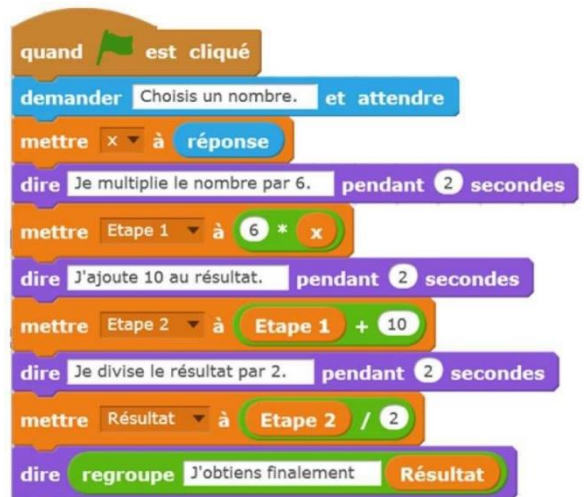 quand est cliqué
demander Choisis un nombre. et attendre
mettre x à réponse
dire Je multiplie le nombre par 6. pendant 2 secondes
mettre Etape 1 à 6 * x
dire J'ajoute 10 au résultat. pendant 2 secondes
mettre Etape 2 à Etape 1 + 10
dire Je divise le résultat par 2. pendant 2 secondes
mettre Résultat à Etape 2 / 2
dire regroupe J'obtiens finalement Résultat